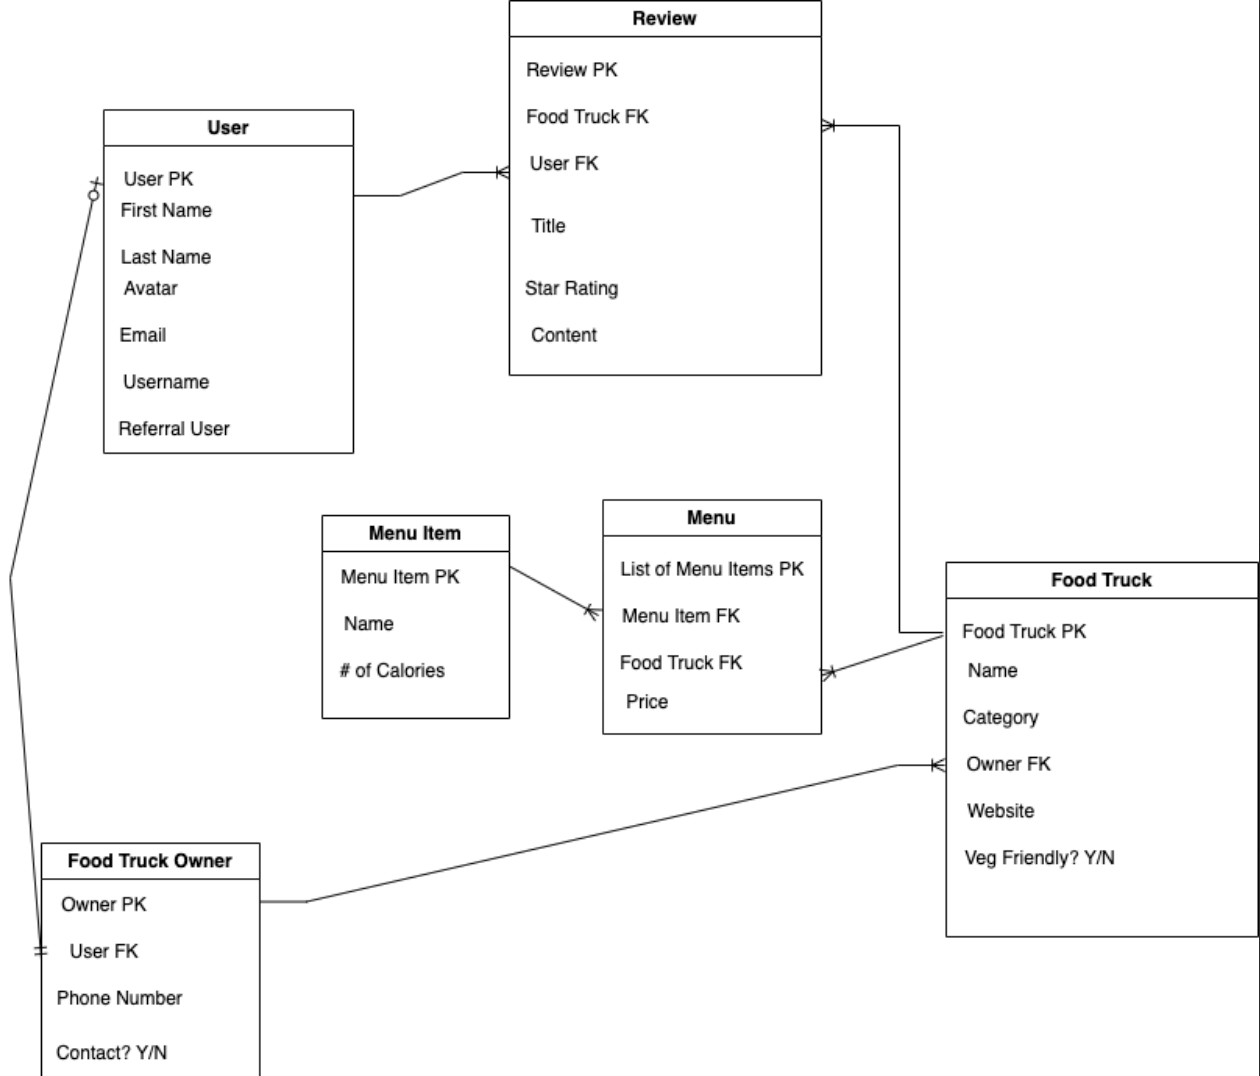 Review
Review PK
Food Truck FK
User FK
Title
Star Rating
Content
User
User PK
First Name
Last Name
Avatar
Email
Username
Referral User
Menu Item
Menu Item PK
Name
# of Calories
Menu
List of Menu Items PK
Menu Item FK
Food Truck FK
Price
Food Truck
Food Truck PK
Name
Category
Owner FK
Website
Veg Friendly? Y/N
Food Truck Owner
Owner PK
User FK
Phone Number
Contact? Y/N